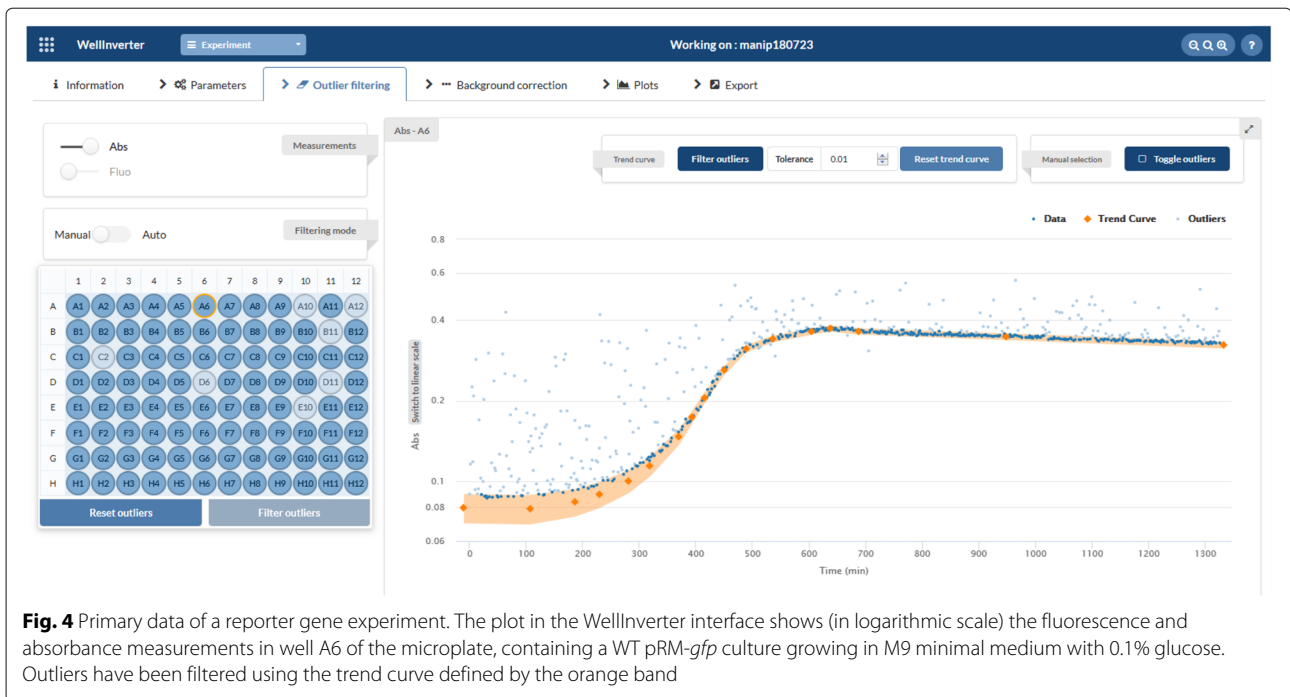 WellInverter
Experiment
Working on : manip180723
?
Information
Parameters
Outlier filtering
Background correction
Plots
Export
Abs
Measurements
Fluo
Manual
Auto
Filtering mode
1 2 3 4 5 6 7 8 9 10 11 12
A A1 A2 A3 A4 A5 A6 A7 A8 A9 A10 A11 A12
B B1 B2 B3 B4 B5 B6 B7 B8 B9 B10 B11 B12
C C1 C2 C3 C4 C5 C6 C7 C8 C9 C10 C11 C12
D D1 D2 D3 D4 D5 D6 D7 D8 D9 D10 D11 D12
E E1 E2 E3 E4 E5 E6 E7 E8 E9 E10 E11 E12
F F1 F2 F3 F4 F5 F6 F7 F8 F9 F10 F11 F12
G G1 G2 G3 G4 G5 G6 G7 G8 G9 G10 G11 G12
H H1 H2 H3 H4 H5 H6 H7 H8 H9 H10 H11 H12
Reset outliers
Filter outliers
Abs - A6
Trend curve
Filter outliers
Tolerance
0.01
Reset trend curve
Manual selection
Toggle outliers
Data
Trend Curve
Outliers
0.8
0.6
0.4
0.2
0.1
0.08
0.06
Abs
Switch to linear scale
0 100 200 300 400 500 600 700 800 900 1000 1100 1200 1300
Time (min)
Fig. 4 Primary data of a reporter gene experiment. The plot in the WellInverter interface shows (in logarithmic scale) the fluorescence and
absorbance measurements in well A6 of the microplate, containing a WT pRM-gfp culture growing in M9 minimal medium with 0.1% glucose.
Outliers have been filtered using the trend curve defined by the orange band